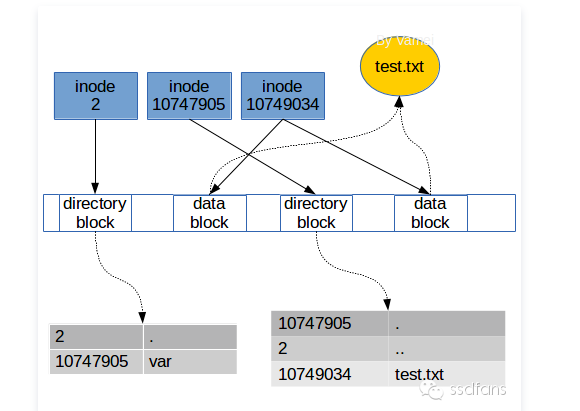 By Vamei
test.txt
inode
2
inode
10747905
inode
10749034
directory
block
data
block
directory
block
data
block
2 .
10747905 var
10747905 .
2 ..
10749034 test.txt
ssdfans